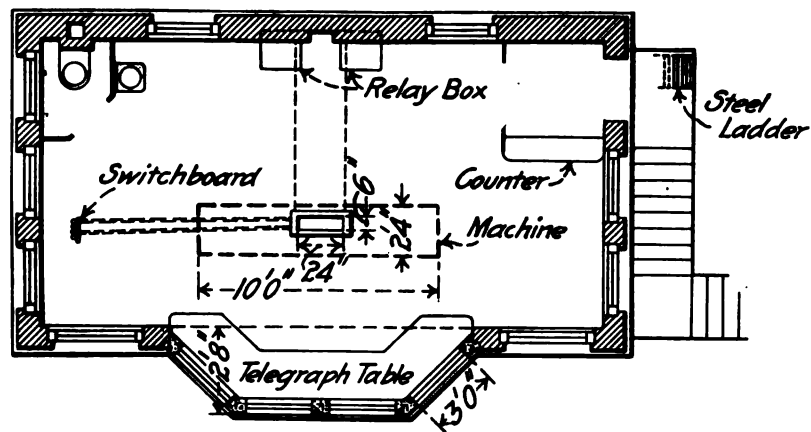 Relay Box
Steel
Ladder
Switchboard
Counter
6"
24"
Machine
24"
10'0"
2'8"
Telegraph Table
3'0"